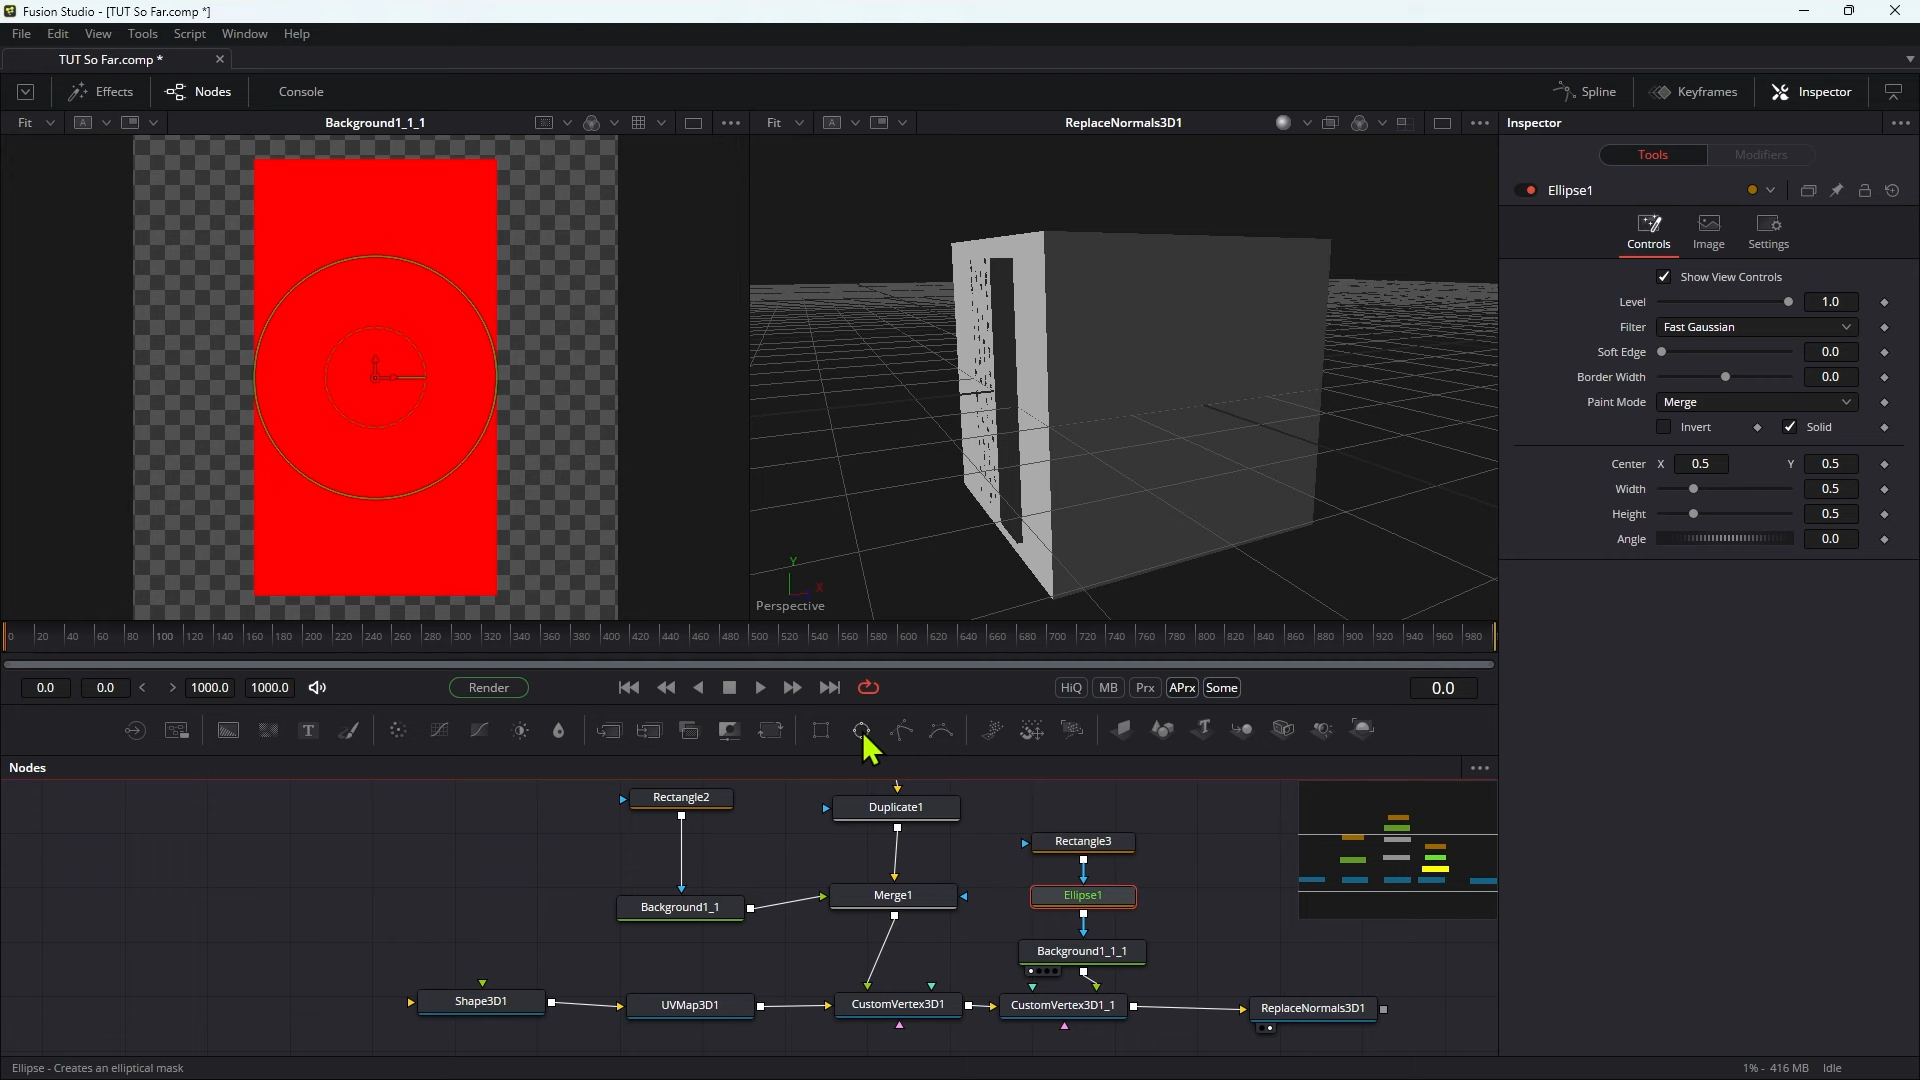 Fusion Studio - [TUT So Far.comp *]
File Edit View Tools Script Window Help
TUT So Far.comp *
Effects Nodes Console Spline Keyframes Inspector
Fit A Background1_1_1 Fit A ReplaceNormals3D1 Inspector
Tools Modifiers
Ellipse1
Controls Image Settings
Show View Controls
Level 1.0
Filter Fast Gaussian
Soft Edge 0.0
Border Width 0.0
Paint Mode Merge
Invert Solid
Center X 0.5 Y 0.5
Width 0.5
Height 0.5
Angle 0.0
Y
X
Perspective
0 20 40 60 80 100 120 140 160 180 200 220 240 260 280 300 320 340 360 380 400 420 440 460 480 500 520 540 560 580 600 620 640 660 680 700 720 740 760 780 800 820 840 860 880 900 920 940 960 980
0.0 0.0 1000.0 1000.0 Render HiQ MB Prx APrx Some 0.0
Nodes
Rectangle2
Duplicate1
Rectangle3
Merge1
Ellipse1
Background1_1
Background1_1_1
Shape3D1
UVMap3D1
CustomVertex3D1
CustomVertex3D1_1
ReplaceNormals3D1
Ellipse - Creates an elliptical mask 1% - 416 MB Idle